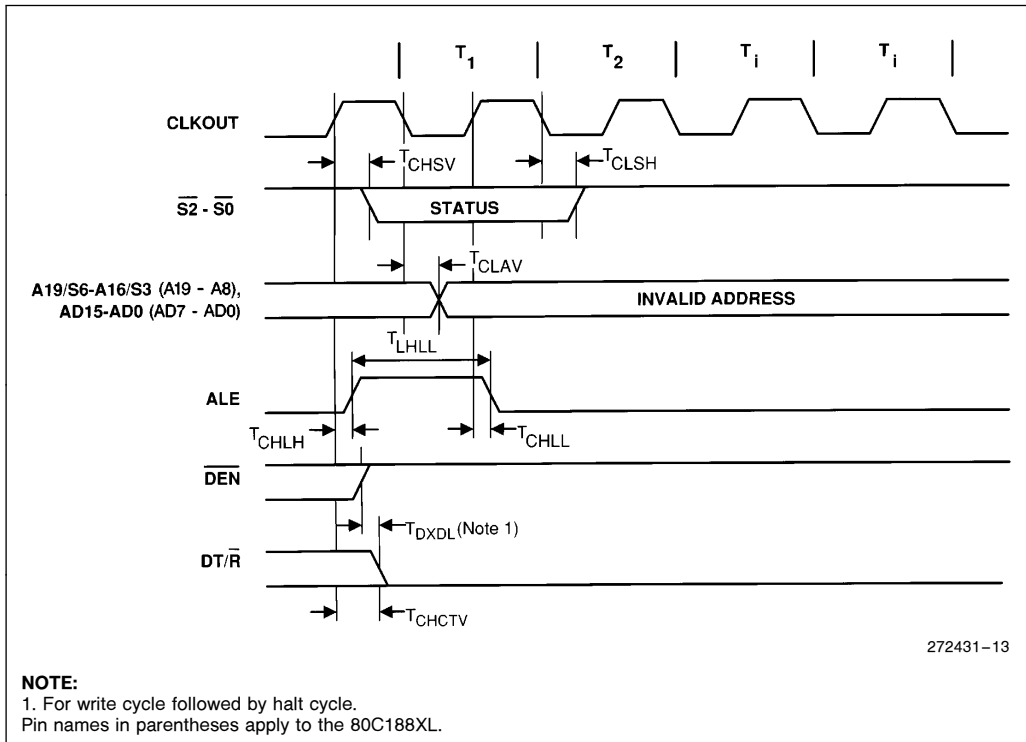 T1 T2 Ti Ti
CLKOUT
TCHSV
TCLSH
S2 - S0
STATUS
TCLAV
A19/S6-A16/S3 (A19 - A8),
AD15-AD0 (AD7 - AD0)
INVALID ADDRESS
TLHLL
ALE
TCHLH
TCHLL
DEN
TDXDL (Note 1)
DT/R
TCHCTV
272431-13
NOTE:
1. For write cycle followed by halt cycle.
Pin names in parentheses apply to the 80C188XL.